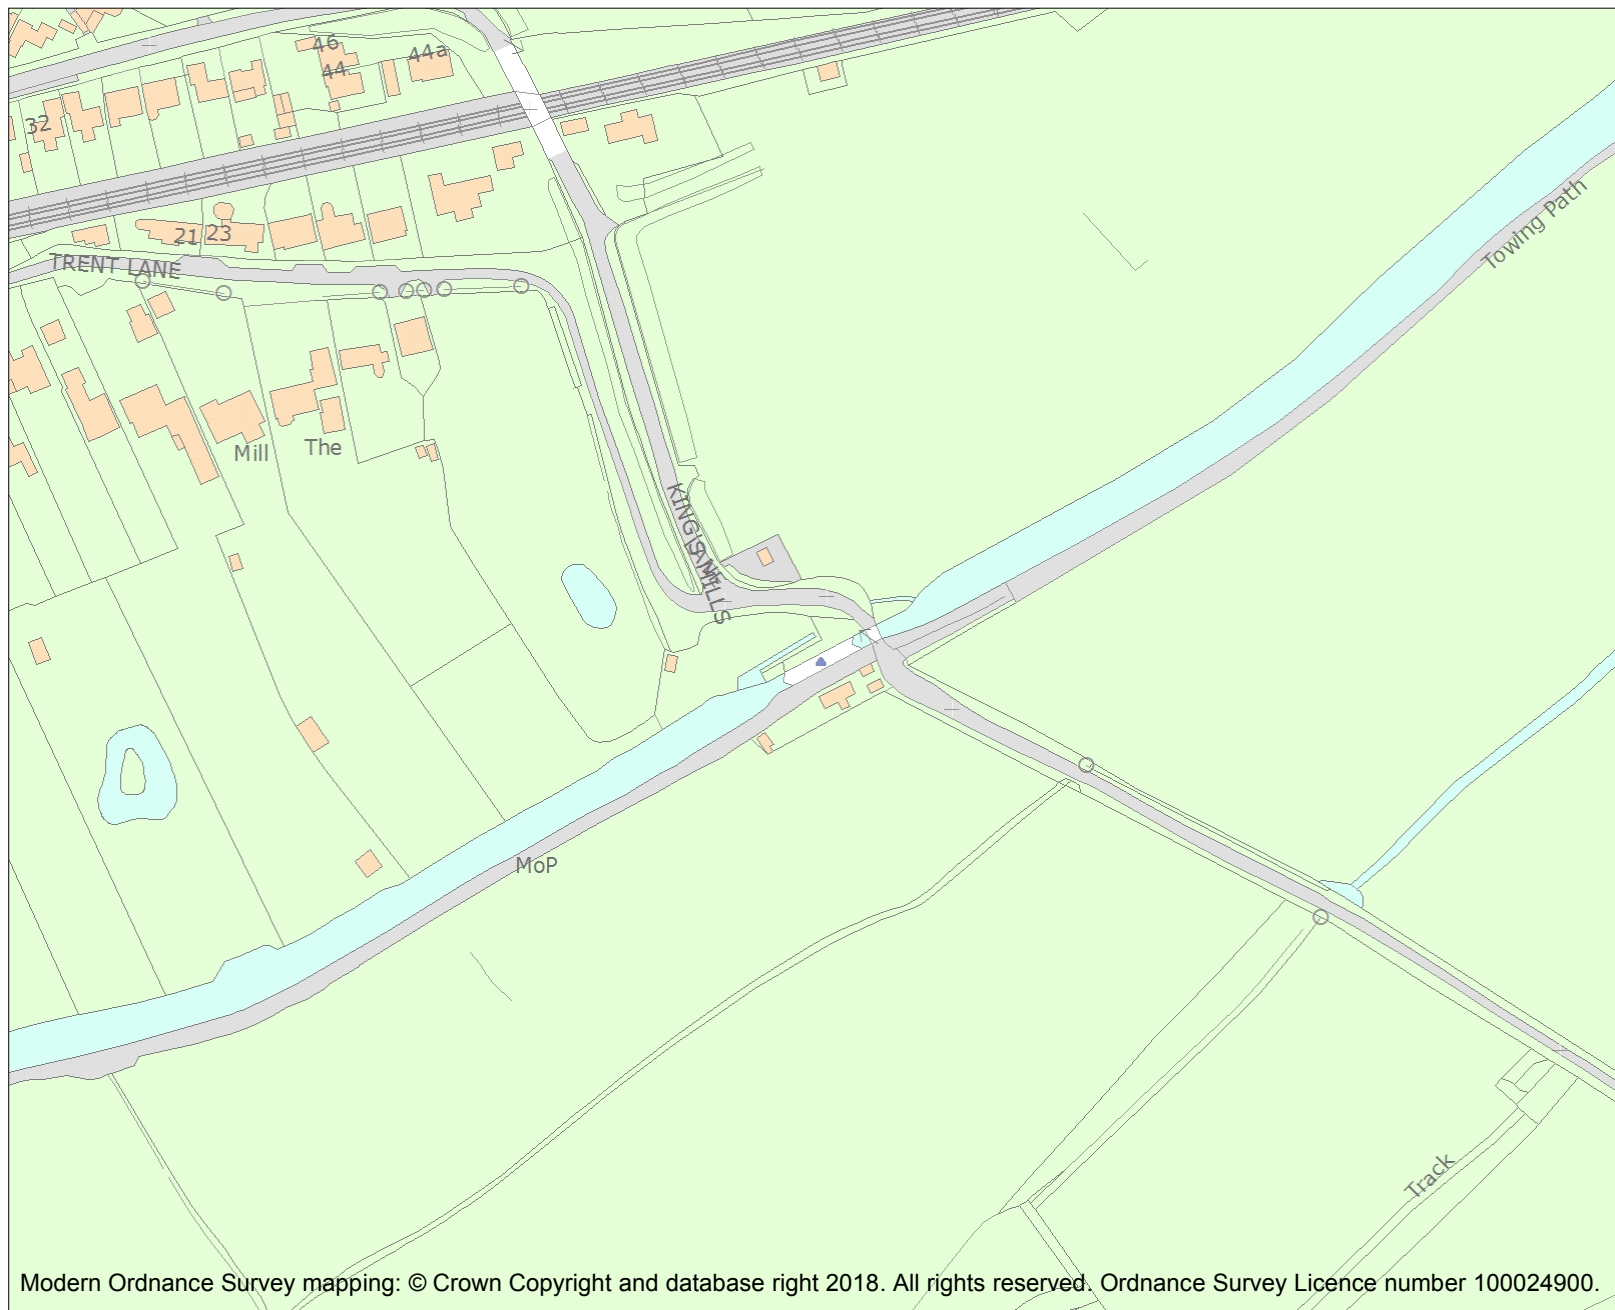 46
44a
44
32
21 23
TRENT LANE
Towing Path
Mill
The
KING'S MILLS
LANE
MoP
Track
Modern Ordnance Survey mapping: © Crown Copyright and database right 2018. All rights reserved. Ordnance Survey Licence number 100024900.